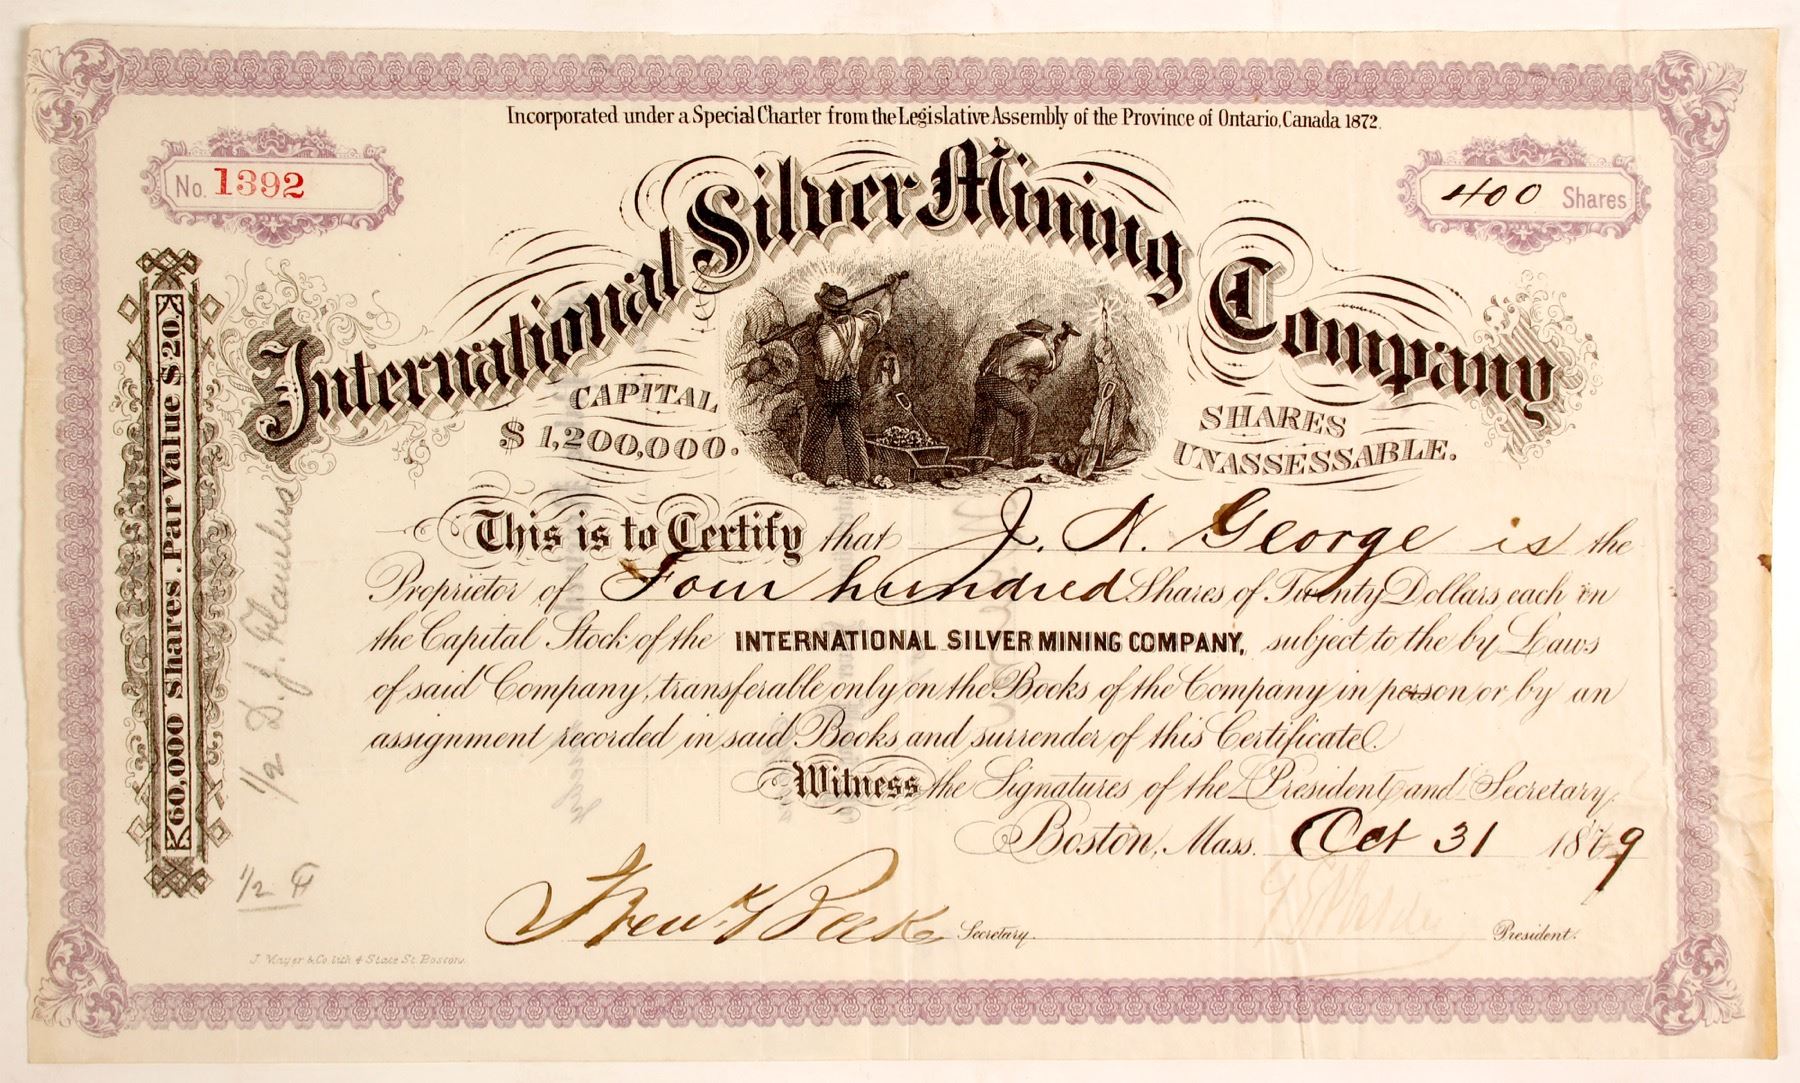 Incorporated under a Special Charter from the Legislative Assembly of the Province of Ontario, Canada 1872.
No. 1392
400 Shares
International Silver Mining Company
CAPITAL
$1,200,000.
SHARES
UNASSESSABLE.
60,000 Shares. Par Value $20.
This is to Certify that J. N. George is the
Proprietor of Four hundred Shares of Twenty Dollars each in
the Capital Stock of the INTERNATIONAL SILVER MINING COMPANY, subject to the by Laws
of said Company, transferable only on the Books of the Company in person or by an
assignment recorded in said Books and surrender of this Certificate.
Witness the Signatures of the President and Secretary.
Boston, Mass. Oct 31 1879
1/2 D. J.
1/2
Secretary.
President.
J. Mayer & Co. lith 4 State St. Boston.